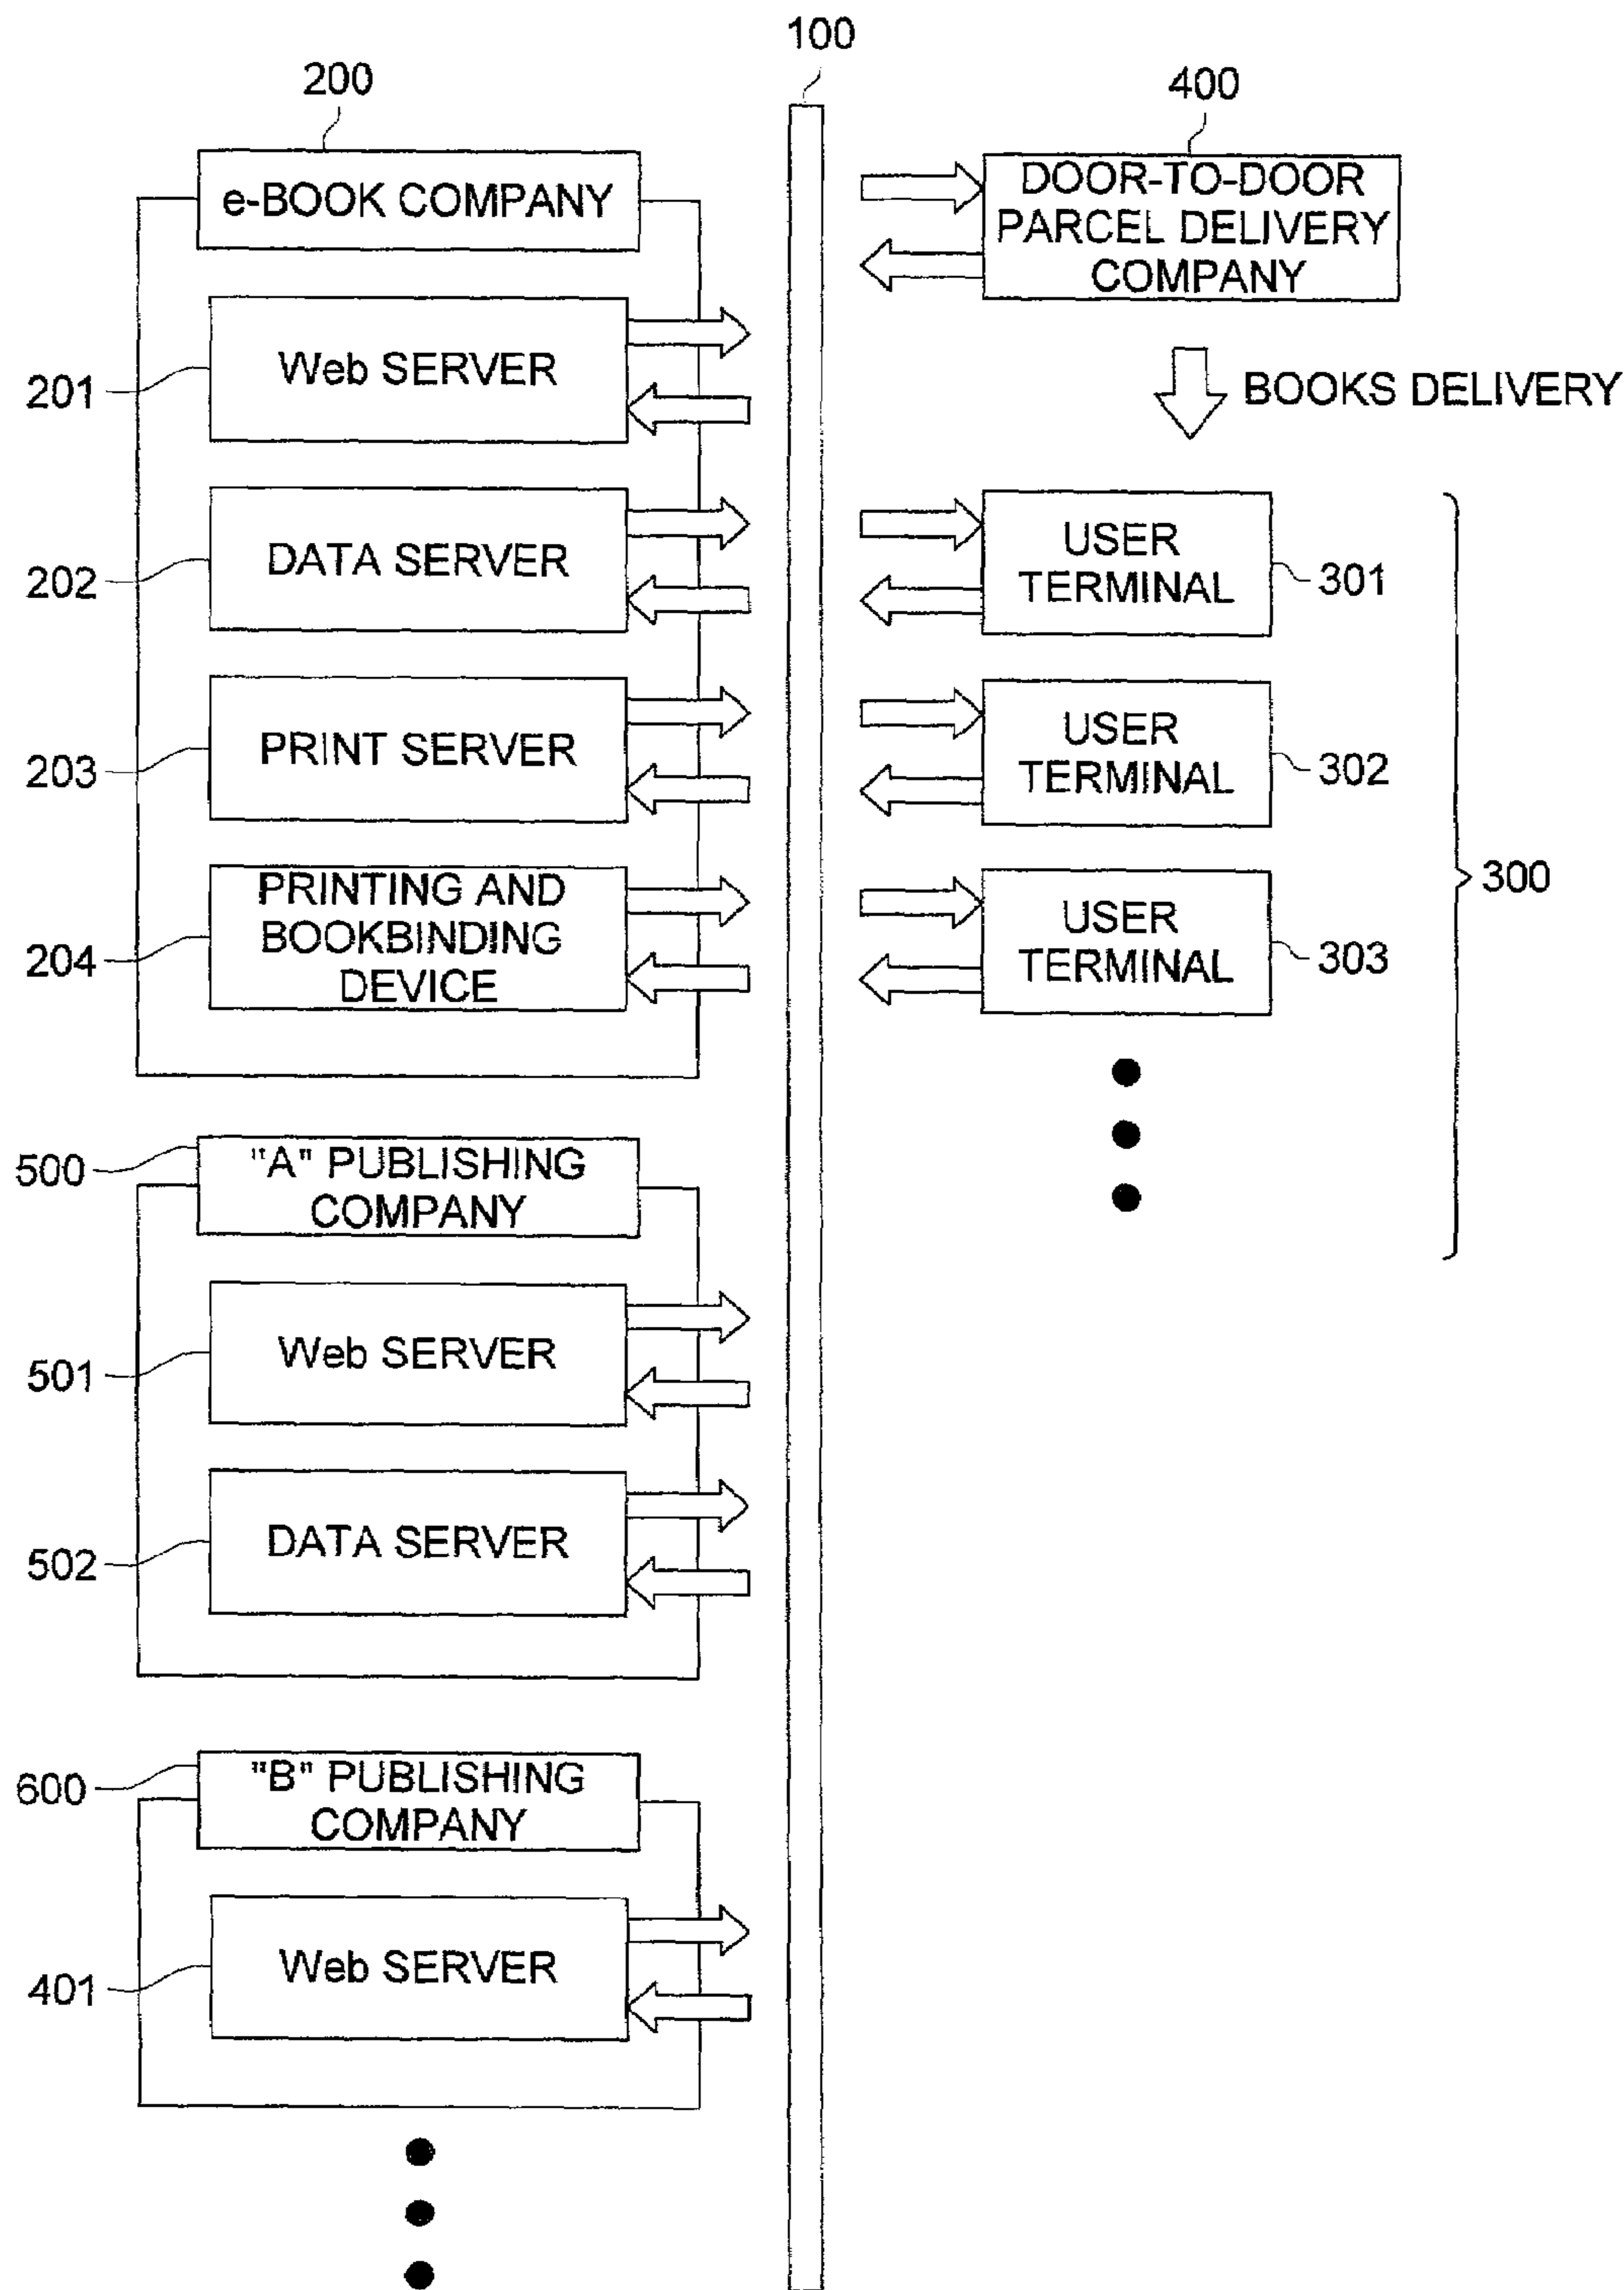 100
200
e-BOOK COMPANY
201
Web SERVER
202
DATA SERVER
203
PRINT SERVER
204
PRINTING AND
BOOKBINDING
DEVICE
500
"A" PUBLISHING
COMPANY
501
Web SERVER
502
DATA SERVER
600
"B" PUBLISHING
COMPANY
401
Web SERVER
400
DOOR-TO-DOOR
PARCEL DELIVERY
COMPANY
BOOKS DELIVERY
USER
TERMINAL
301
USER
TERMINAL
302
USER
TERMINAL
303
300